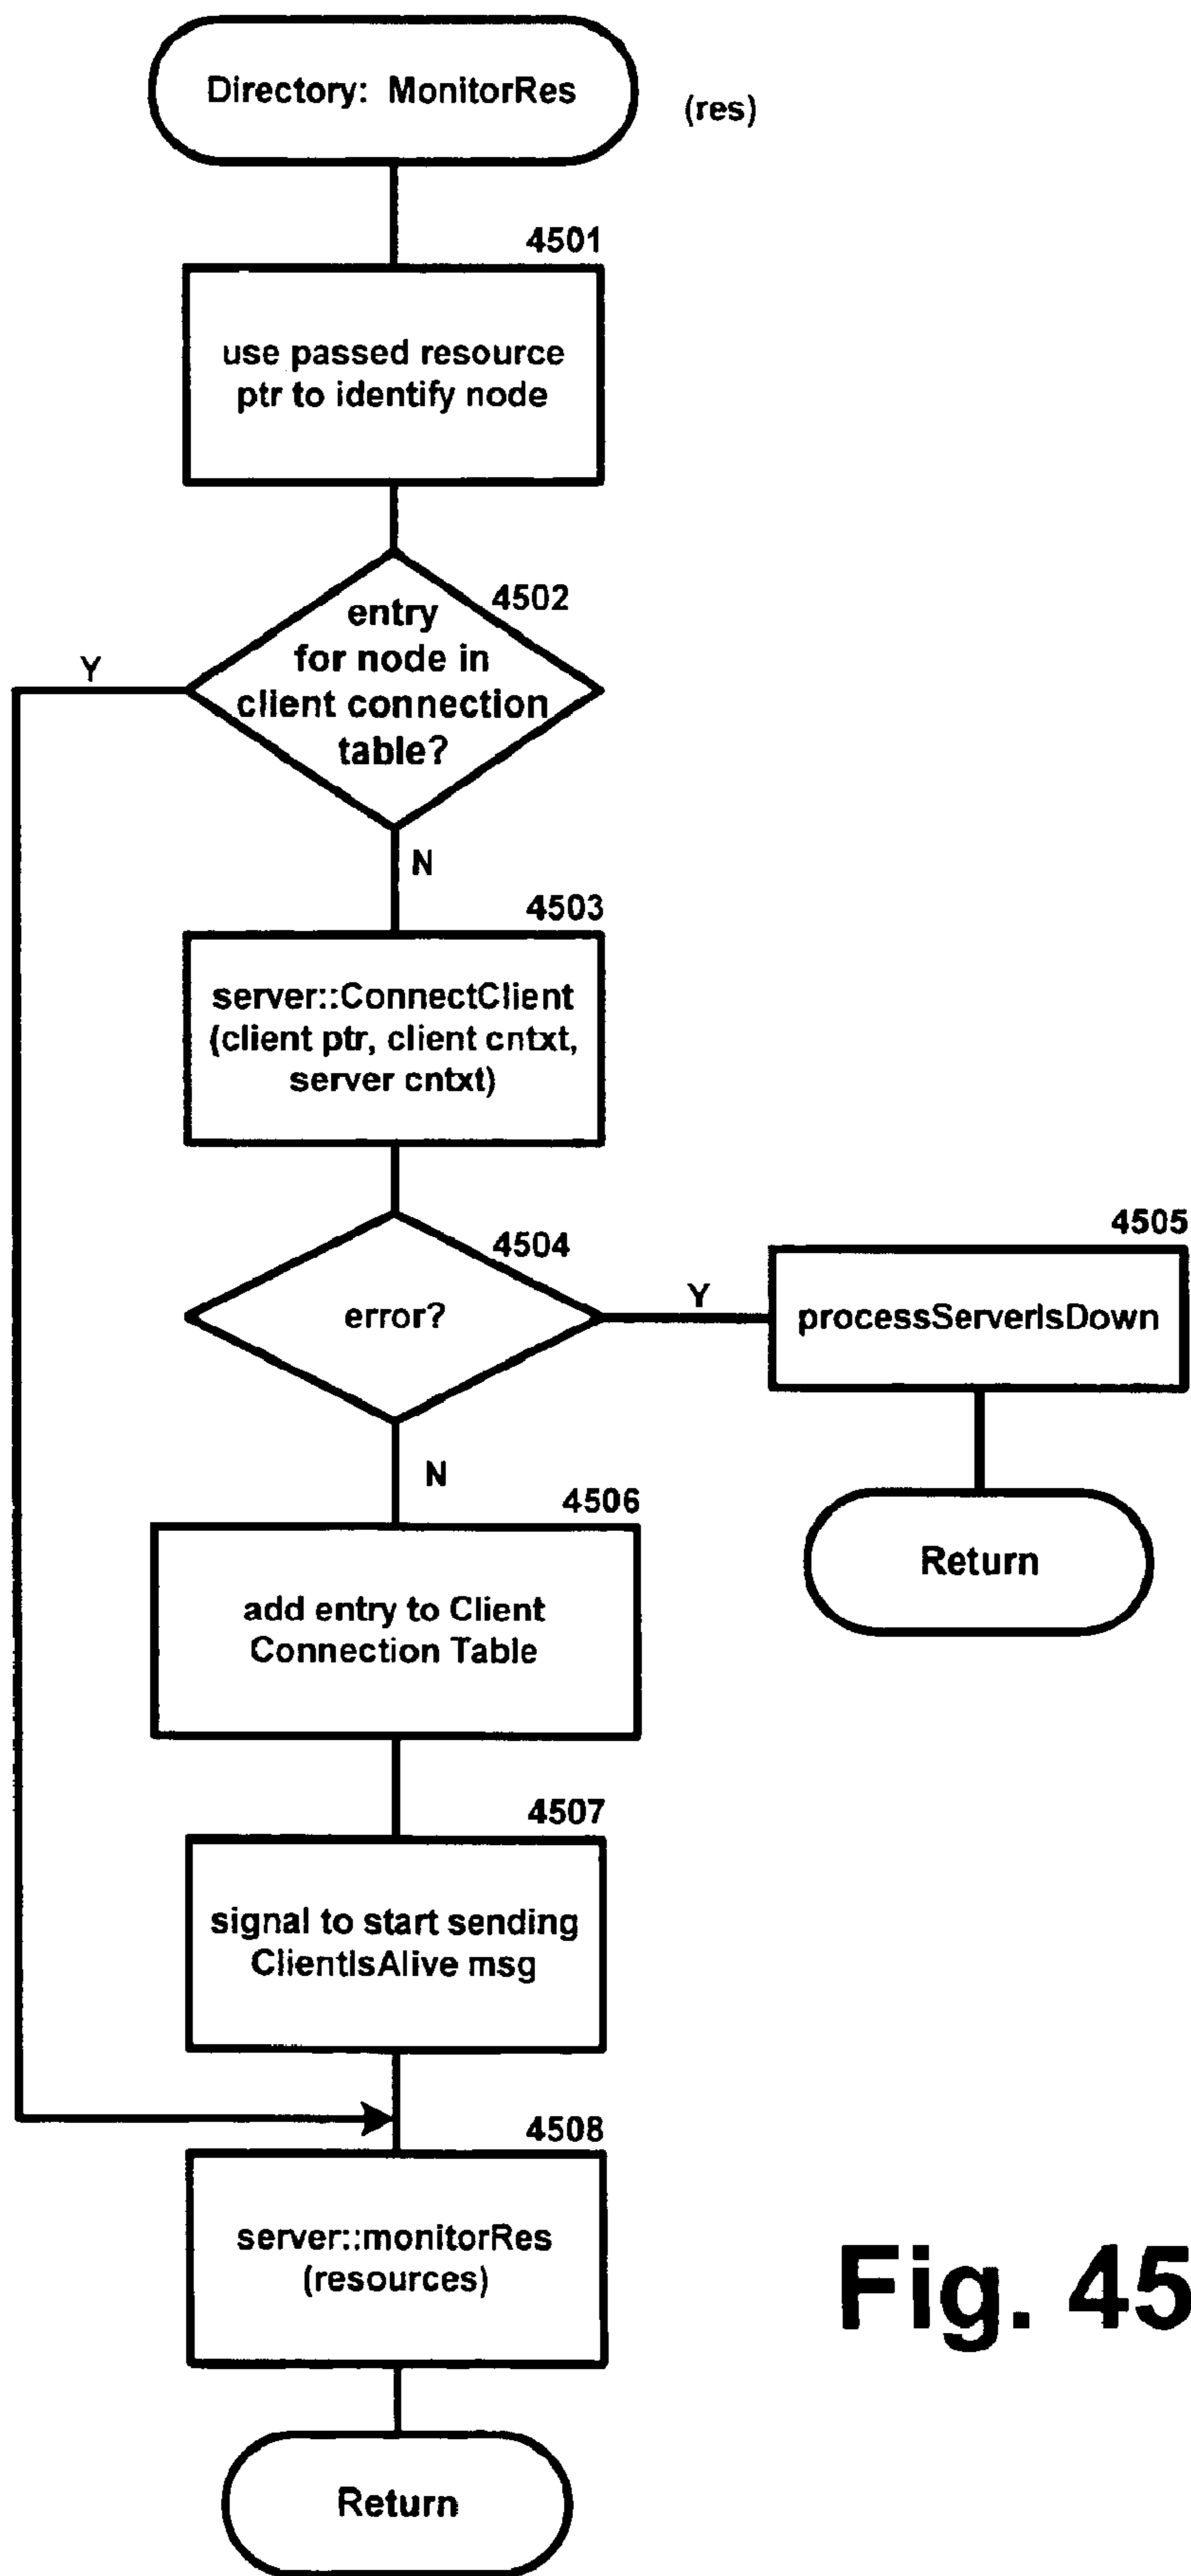 Directory: MonitorRes
(res)
4501
use passed resource
ptr to identify node
4502
entry
for node in
client connection
table?
Y
N
4503
server::ConnectClient
(client ptr, client cntxt,
server cntxt)
4504
error?
Y
4505
processServerIsDown
Return
N
4506
add entry to Client
Connection Table
4507
signal to start sending
ClientIsAlive msg
4508
server::monitorRes
(resources)
Return
Fig. 45